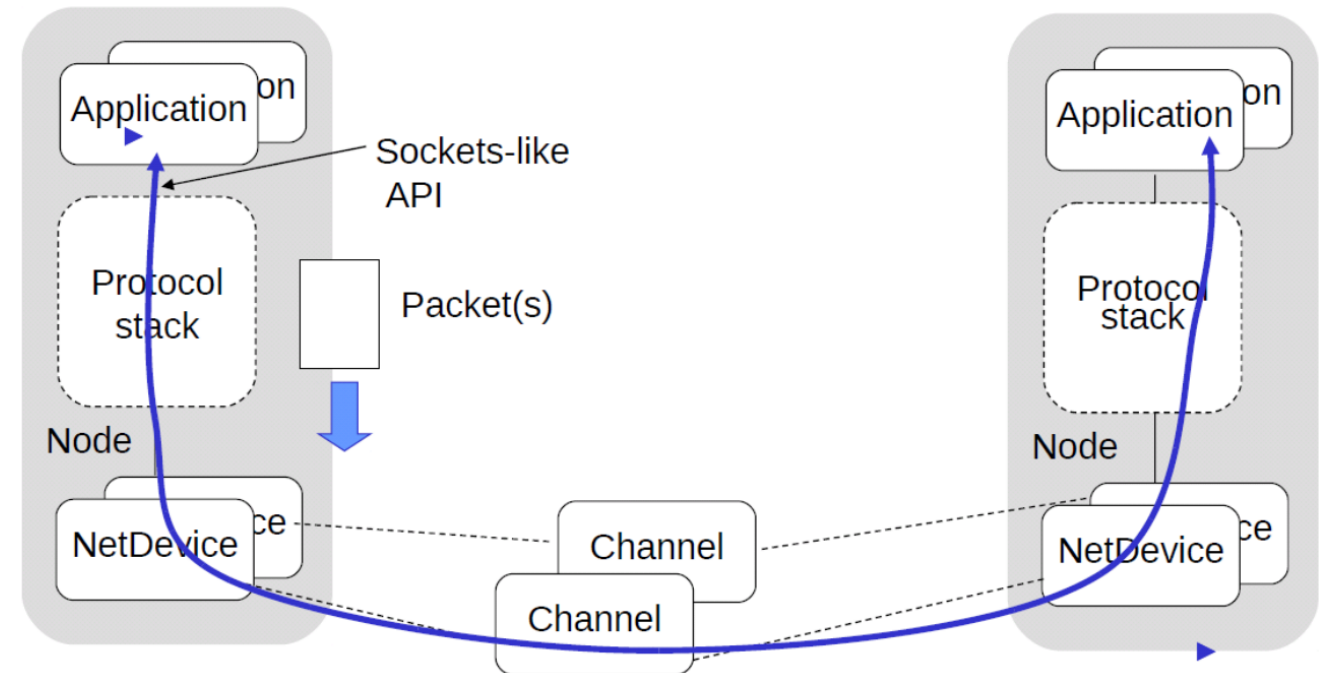 on
Application
Sockets-like
API
Protocol
stack
Packet(s)
Node
ce
NetDevice
Channel
Channel
on
Application
Protocol
stack
Node
ce
NetDevice